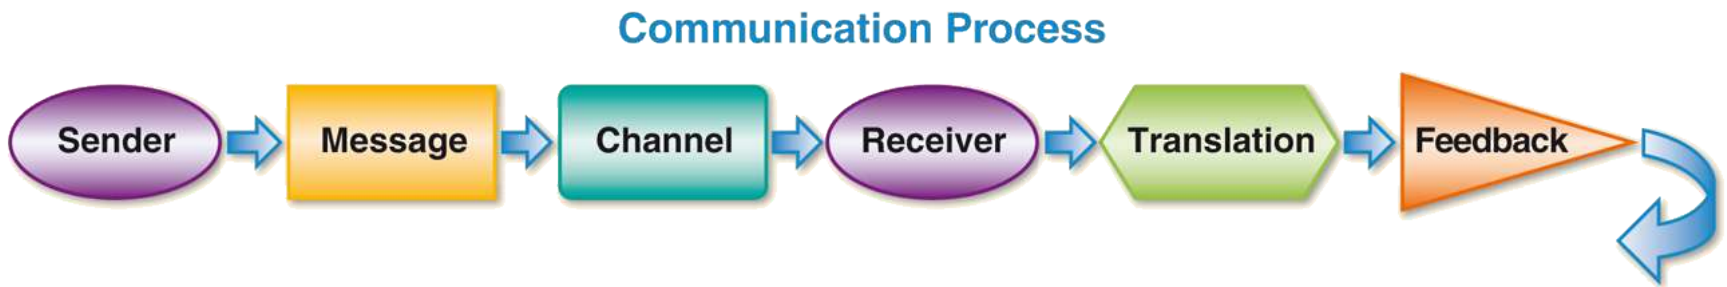 Communication Process
Sender
Message
Channel
Receiver
Translation
Feedback